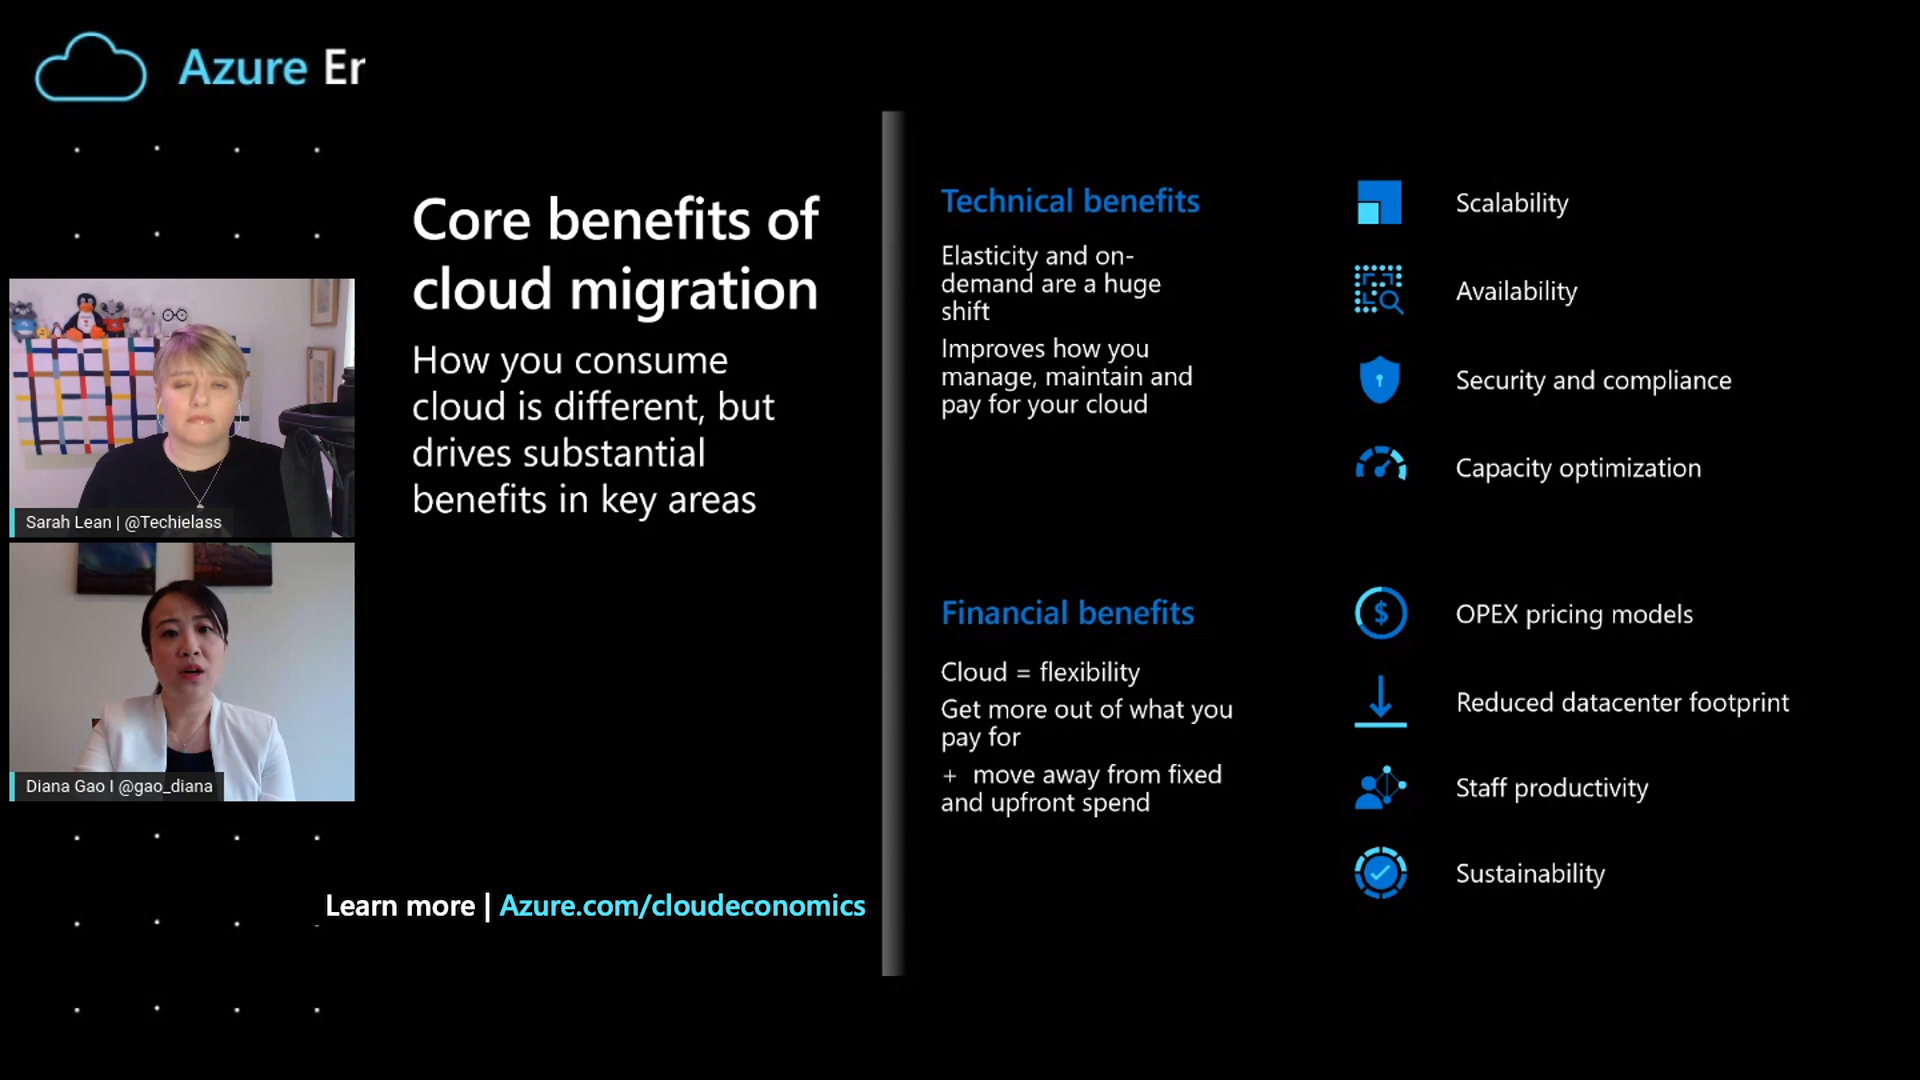 Azure Er
Core benefits of
cloud migration
How you consume
cloud is different, but
drives substantial
benefits in key areas
Sarah Lean | @Techielass
Diana Gao I @gao_diana
Learn more | Azure.com/cloudeconomics
Technical benefits
Elasticity and on-
demand are a huge
shift
Improves how you
manage, maintain and
pay for your cloud
Scalability
Availability
Security and compliance
Capacity optimization
Financial benefits
Cloud = flexibility
Get more out of what you
pay for
+ move away from fixed
and upfront spend
$
OPEX pricing models
Reduced datacenter footprint
Staff productivity
Sustainability